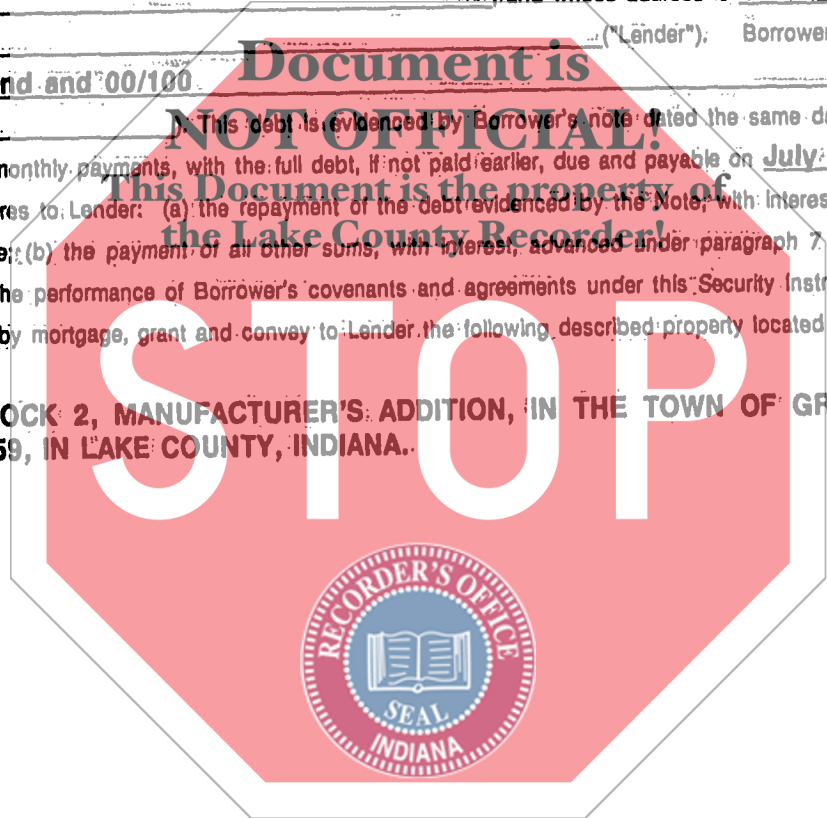 ("Lender"). Borrowe
nd and 00/100
Document is
NOT OFFICIAL!
This Document is the property of
the Lake County Recorder!
This debt is evidenced by Borrower's note dated the same d
monthly payments, with the full debt, if not paid earlier, due and payable on July
res to Lender: (a) the repayment of the debt evidenced by the Note, with interes
e; (b) the payment of all other sums, with interest, advanced under paragraph 7
he performance of Borrower's covenants and agreements under this Security Instr
by mortgage, grant and convey to Lender the following described property located
OCK 2, MANUFACTURER'S ADDITION, IN THE TOWN OF GR
59, IN LAKE COUNTY, INDIANA.
STOP
RECORDER'S OFFICE
SEAL
INDIANA